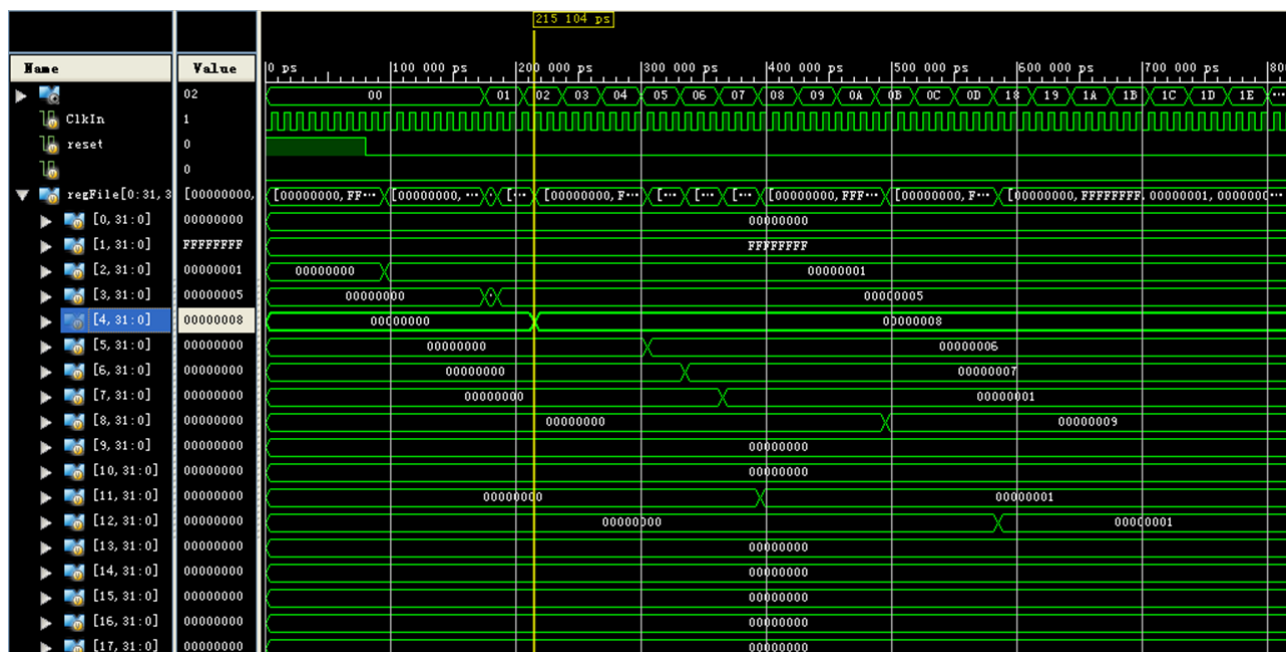 215 104 ps
Name Value
0 ps 100 000 ps 200 000 ps 300 000 ps 400 000 ps 500 000 ps 600 000 ps 700 000 ps 800
02 00 01 02 03 04 05 06 07 08 09 0A 0B 0C 0D 18 19 1A 1B 1C 1D 1E ...
ClkIn 1
reset 0
0
regFile[0:31, 3 [00000000, [00000000, FF... [00000000, ... [... [00000000, F... [... [... [... [00000000, FFF... [00000000, F... [00000000, FFFFFFFF, 00000001, 0000000...
[0, 31:0] 00000000 00000000
[1, 31:0] FFFFFFFF FFFFFFFF
[2, 31:0] 00000001 00000000 00000001
[3, 31:0] 00000005 00000000 00000005
[4, 31:0] 00000008 00000000 00000008
[5, 31:0] 00000000 00000000 00000006
[6, 31:0] 00000000 00000000 00000007
[7, 31:0] 00000000 00000000 00000001
[8, 31:0] 00000000 00000000 00000009
[9, 31:0] 00000000 00000000
[10, 31:0] 00000000 00000000
[11, 31:0] 00000000 00000000 00000001
[12, 31:0] 00000000 00000000 00000001
[13, 31:0] 00000000 00000000
[14, 31:0] 00000000 00000000
[15, 31:0] 00000000 00000000
[16, 31:0] 00000000 00000000
[17, 31:0] 00000000 00000000